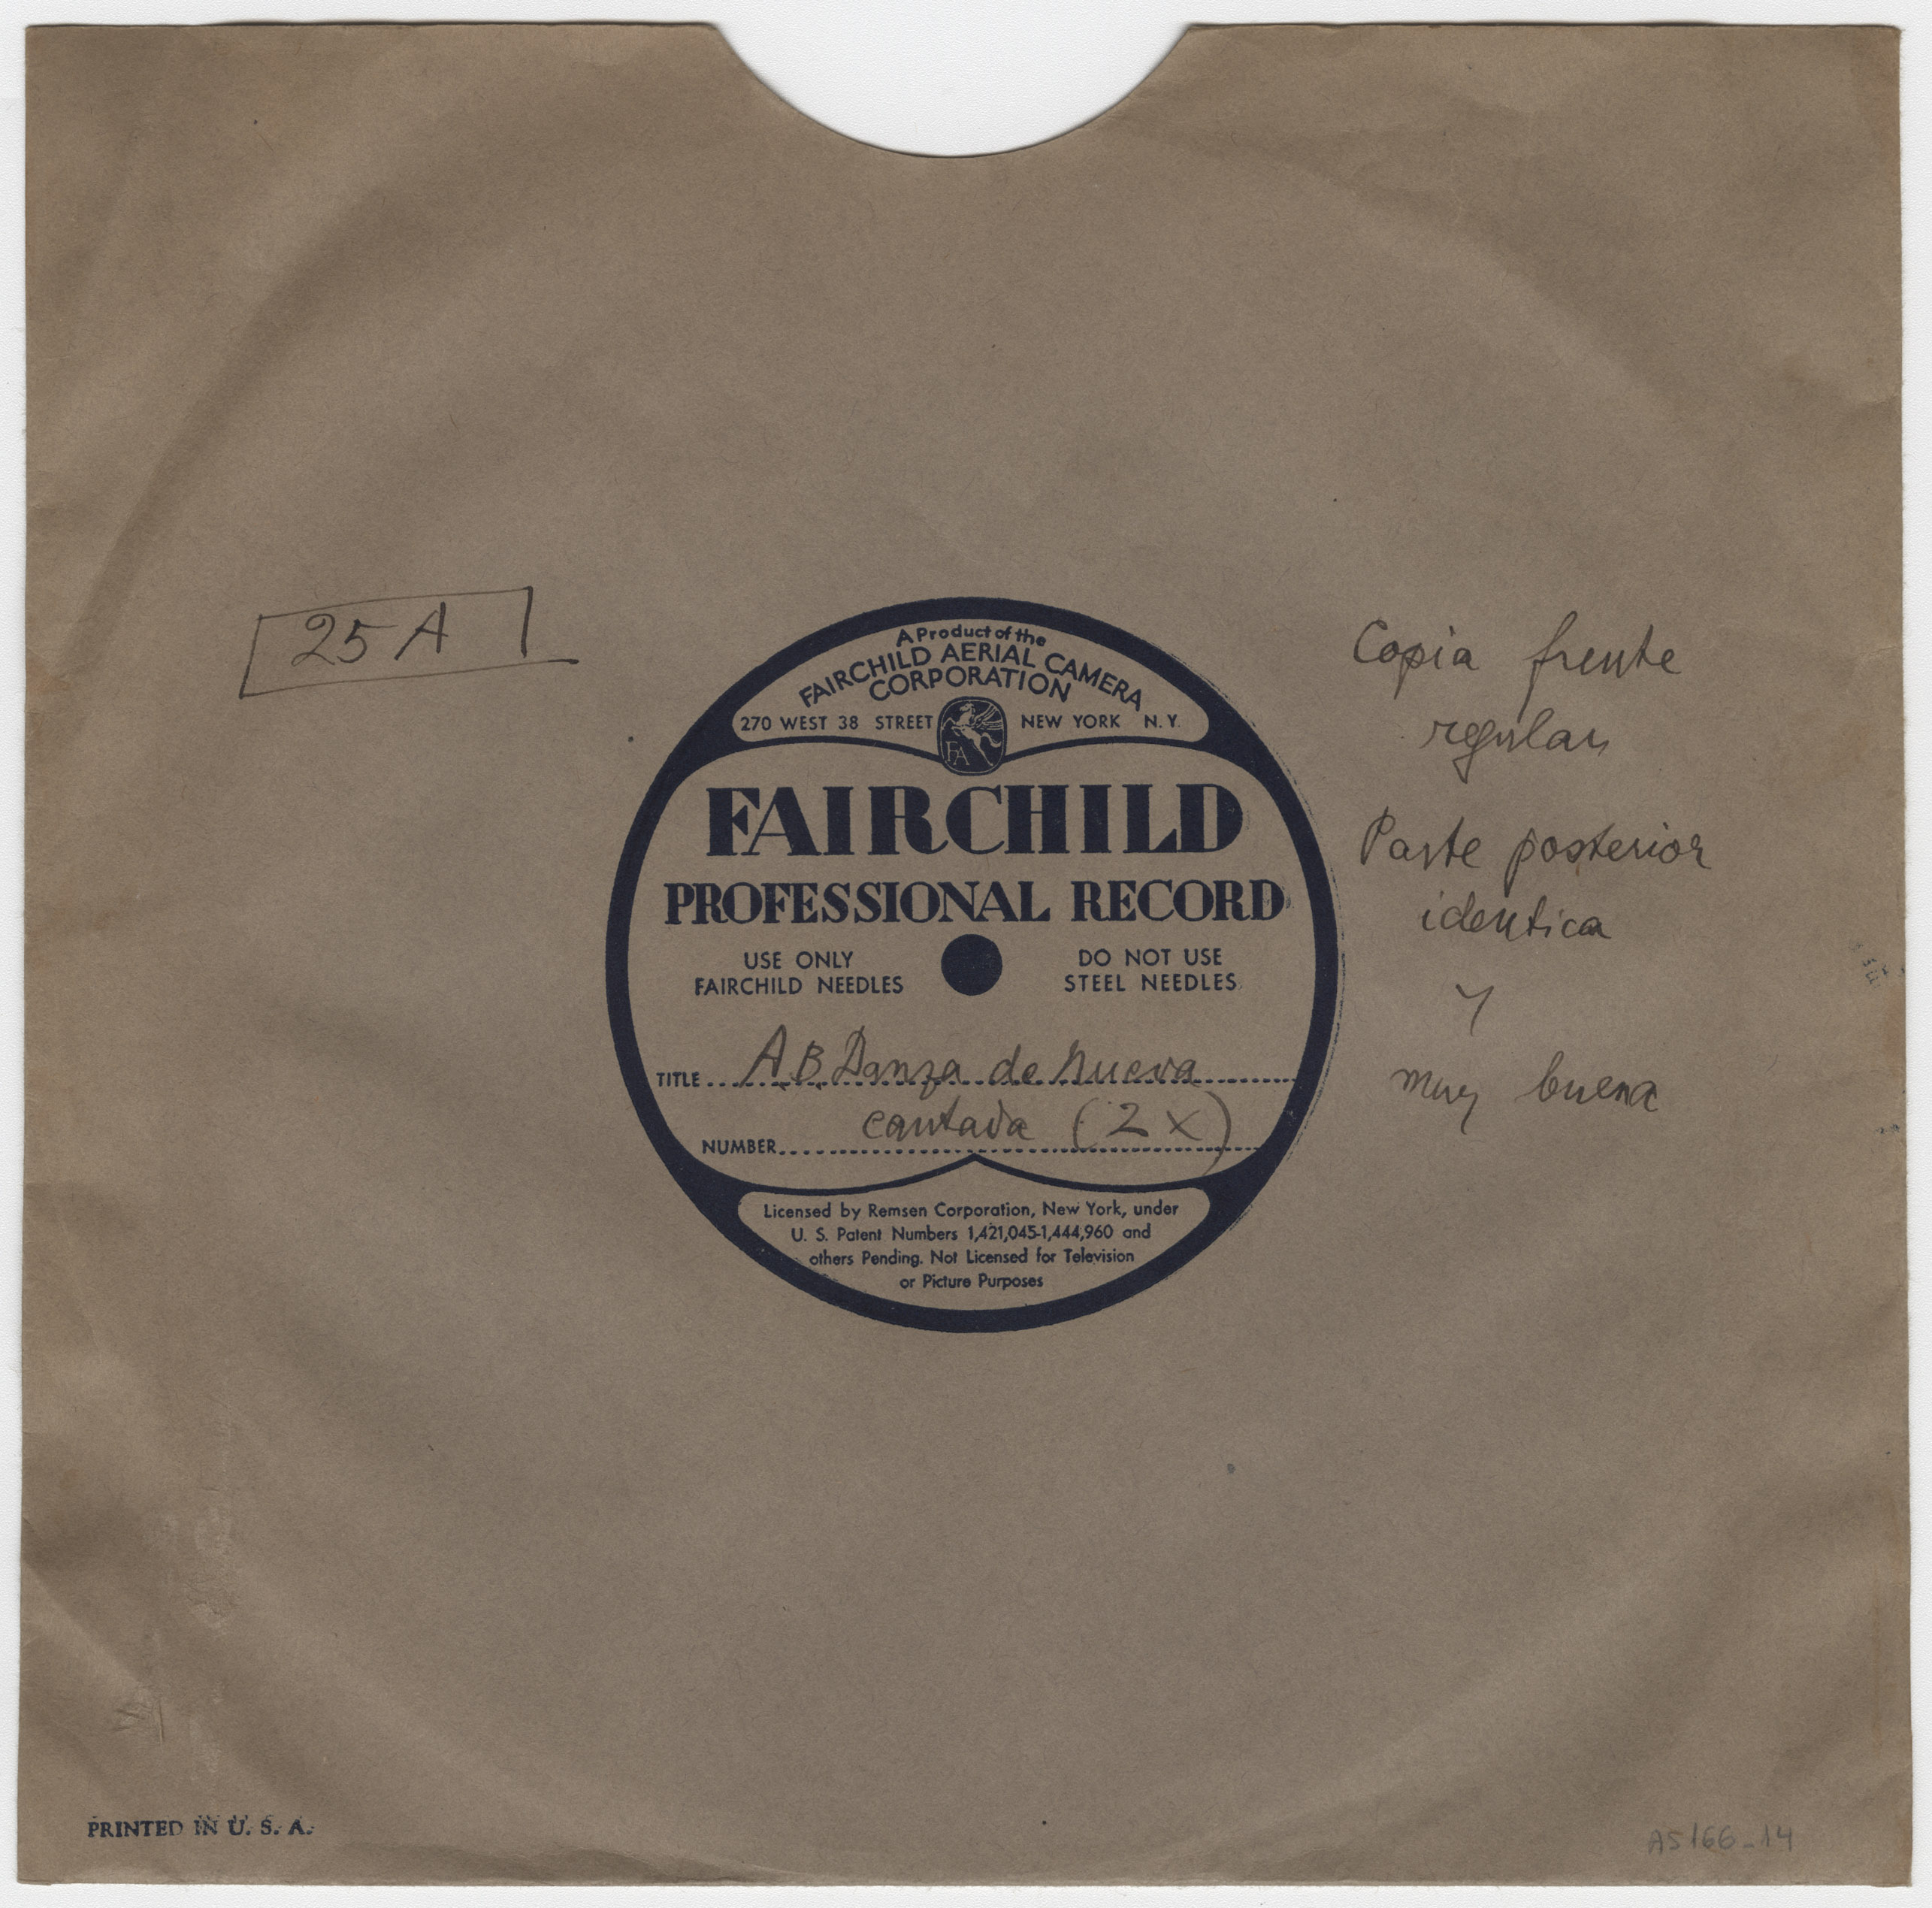 25 A
A Product of the
FAIRCHILD AERIAL CAMERA
CORPORATION
270 WEST 38 STREET NEW YORK N.Y.
FA
FAIRCHILD
PROFESSIONAL RECORD
USE ONLY
FAIRCHILD NEEDLES
DO NOT USE
STEEL NEEDLES
TITLE... A.B. Danza de nueva
cantada (2x)
NUMBER...
Licensed by Remsen Corporation, New York, under
U. S. Patent Numbers 1,421,045-1,444,960 and
others Pending. Not Licensed for Television
or Picture Purposes
Copia frente
regular
Parte posterior
identica
y
muy buena
PRINTED IN U. S. A.
AS166-14